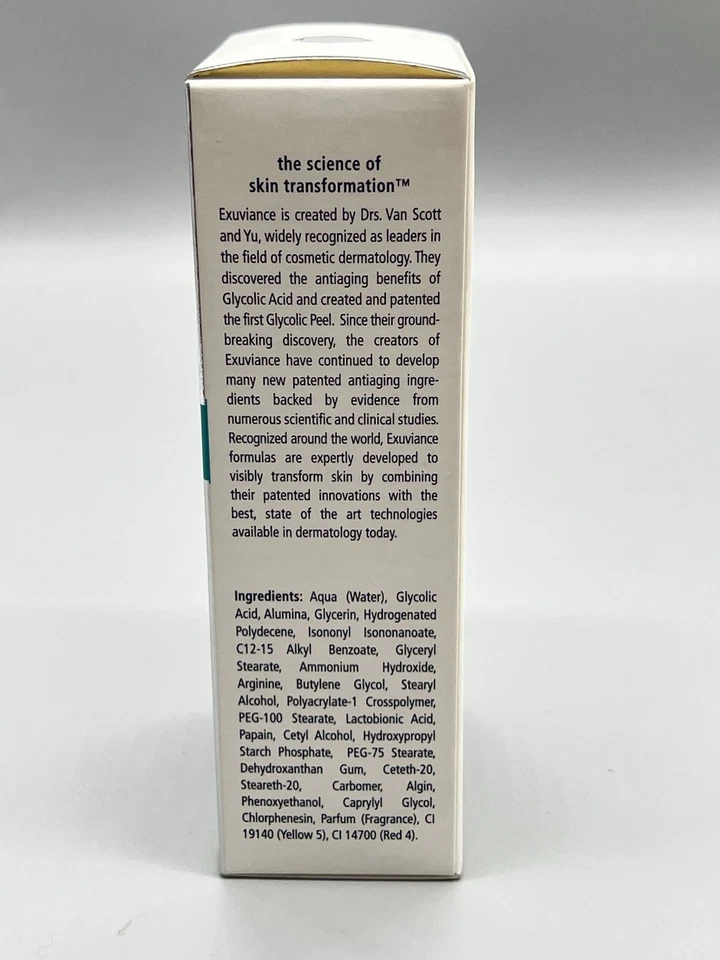 the science of
skin transformation™
Exuviance is created by Drs. Van Scott
and Yu, widely recognized as leaders in
the field of cosmetic dermatology. They
discovered the antiaging benefits of
Glycolic Acid and created and patented
the first Glycolic Peel. Since their ground-
breaking discovery, the creators of
Exuviance have continued to develop
many new patented antiaging ingre-
dients backed by evidence from
numerous scientific and clinical studies.
Recognized around the world, Exuviance
formulas are expertly developed to
visibly transform skin by combining
their patented innovations with the
best, state of the art technologies
available in dermatology today.
Ingredients: Aqua (Water), Glycolic
Acid, Alumina, Glycerin, Hydrogenated
Polydecene, Isononyl Isononanoate,
C12-15 Alkyl Benzoate, Glyceryl
Stearate, Ammonium Hydroxide,
Arginine, Butylene Glycol, Stearyl
Alcohol, Polyacrylate-1 Crosspolymer,
PEG-100 Stearate, Lactobionic Acid,
Papain, Cetyl Alcohol, Hydroxypropyl
Starch Phosphate, PEG-75 Stearate,
Dehydroxanthan Gum, Ceteth-20,
Steareth-20, Carbomer, Algin,
Phenoxyethanol, Caprylyl Glycol,
Chlorphenesin, Parfum (Fragrance), CI
19140 (Yellow 5), CI 14700 (Red 4).